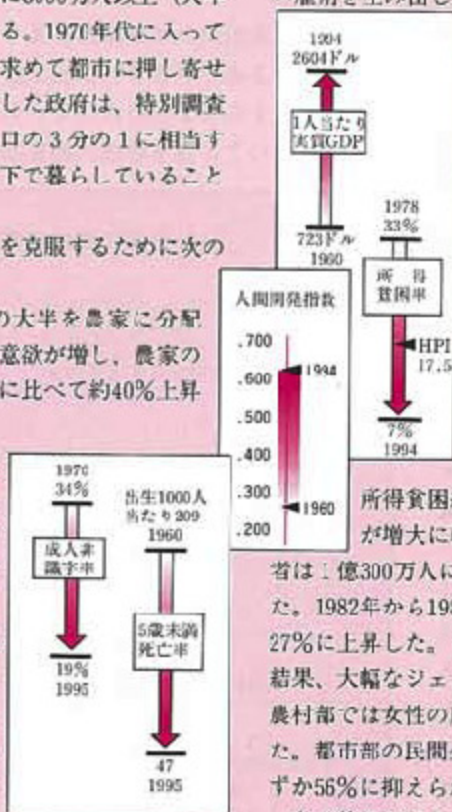 る。1970年代に入って
求めて都市に押し寄せ
した政府は、特別調査
口の3分の1に相当す
下で暮らしていること
を克服するために次の
の大半を農家に分配
意欲が増し、農家の
に比べて約40%上昇
1994
2604ドル
1人当たり
実質GDP
723ドル
1960
1978
33%
所得
貧困率
HPI
17.5
7%
1994
人間開発指数
.700
.600
.500
.400
.300
.200
1994
1960
1970
34%
成人非
識字率
19%
1995
出生1000人
当たり209
1960
5歳未満
死亡率
47
1995
所得貧困
が増大に
省は1億300万人に
た。1982年から19
27%に上昇した。
結果、大幅なジェ
農村部では女性の
た。都市部の民間
ずか56%に抑えら